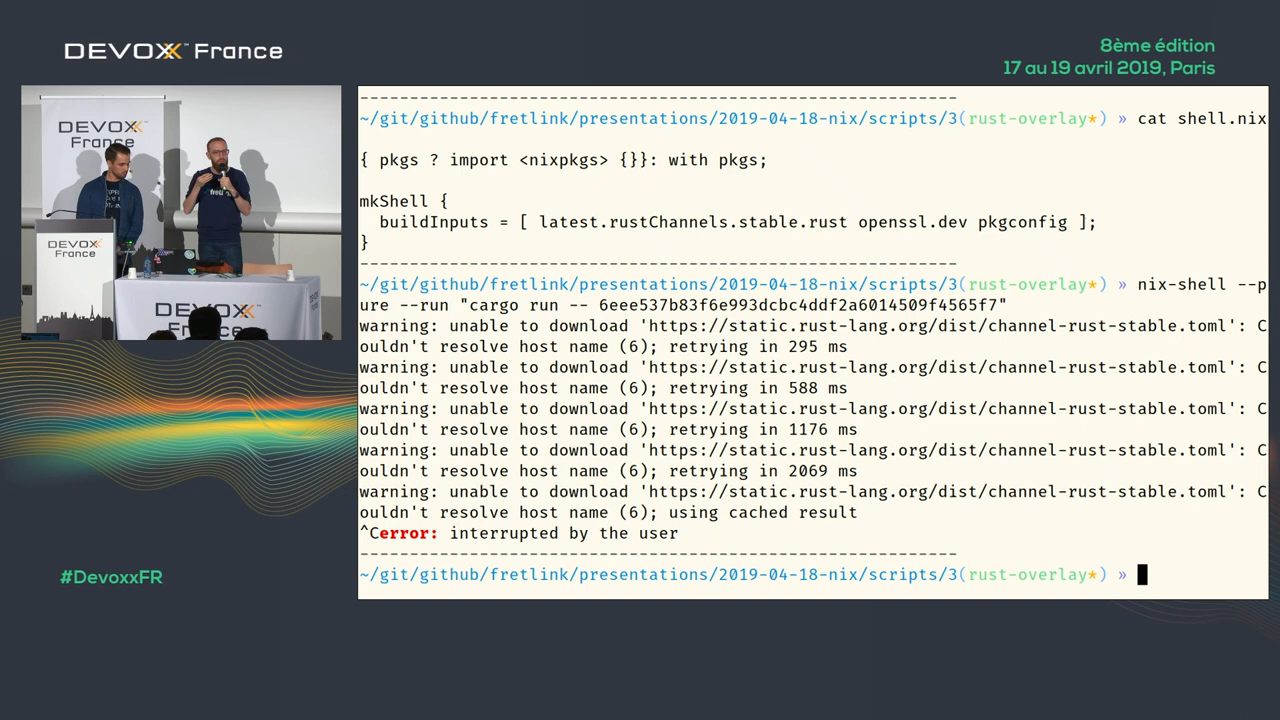 DEVOXX™ France
8ème édition
17 au 19 avril 2019, Paris
DEVOXX
France
DEVOXX
France
DEVOXX
France
------------------------------------------------------------
~/git/github/fretlink/presentations/2019-04-18-nix/scripts/3(rust-overlay*) » cat shell.nix
{ pkgs ? import <nixpkgs> {}}: with pkgs;
mkShell {
  buildInputs = [ latest.rustChannels.stable.rust openssl.dev pkgconfig ];
}
------------------------------------------------------------
~/git/github/fretlink/presentations/2019-04-18-nix/scripts/3(rust-overlay*) » nix-shell --p
ure --run "cargo run -- 6eee537b83f6e993dcbc4ddf2a6014509f4565f7"
warning: unable to download 'https://static.rust-lang.org/dist/channel-rust-stable.toml': C
ouldn't resolve host name (6); retrying in 295 ms
warning: unable to download 'https://static.rust-lang.org/dist/channel-rust-stable.toml': C
ouldn't resolve host name (6); retrying in 588 ms
warning: unable to download 'https://static.rust-lang.org/dist/channel-rust-stable.toml': C
ouldn't resolve host name (6); retrying in 1176 ms
warning: unable to download 'https://static.rust-lang.org/dist/channel-rust-stable.toml': C
ouldn't resolve host name (6); retrying in 2069 ms
warning: unable to download 'https://static.rust-lang.org/dist/channel-rust-stable.toml': C
ouldn't resolve host name (6); using cached result
^Cerror: interrupted by the user
------------------------------------------------------------
~/git/github/fretlink/presentations/2019-04-18-nix/scripts/3(rust-overlay*) »
#DevoxxFR